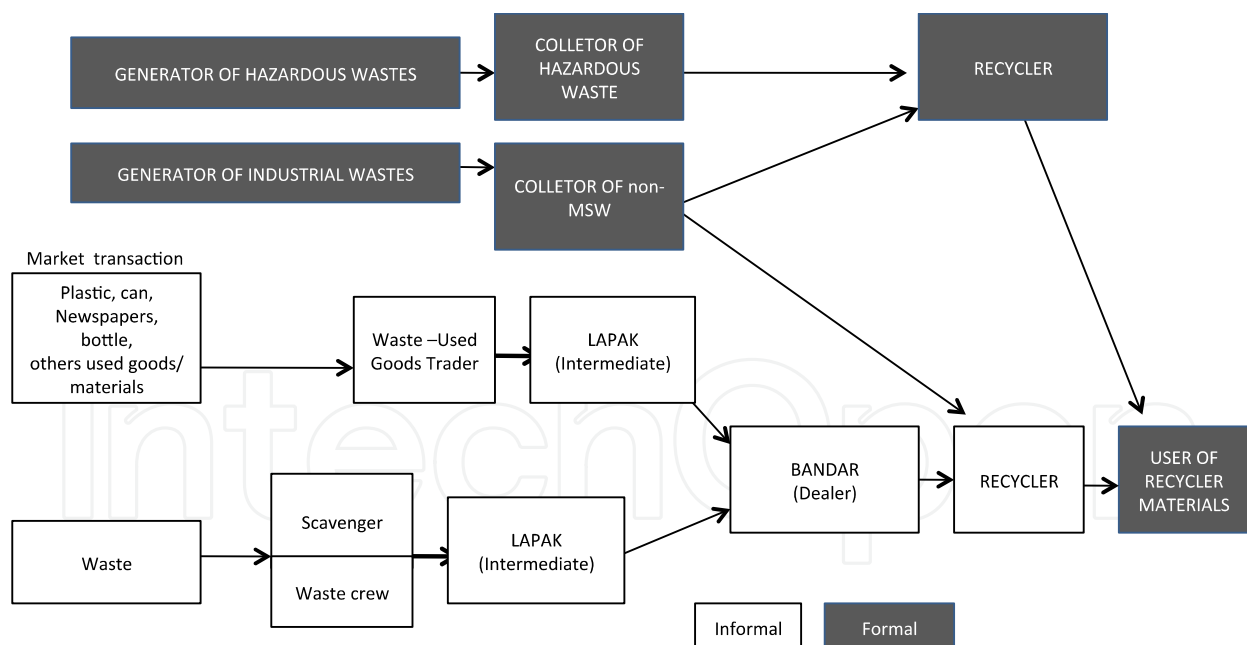 GENERATOR OF HAZARDOUS WASTES
COLLETOR OF
HAZARDOUS
WASTE
RECYCLER
GENERATOR OF INDUSTRIAL WASTES
COLLETOR OF non-
MSW
Market transaction
Plastic, can,
Newspapers,
bottle,
others used goods/
materials
Waste –Used
Goods Trader
LAPAK
(Intermediate)
BANDAR
(Dealer)
RECYCLER
USER OF
RECYCLER
MATERIALS
Waste
Scavenger
Waste crew
LAPAK
(Intermediate)
Informal
Formal
IntechOpen